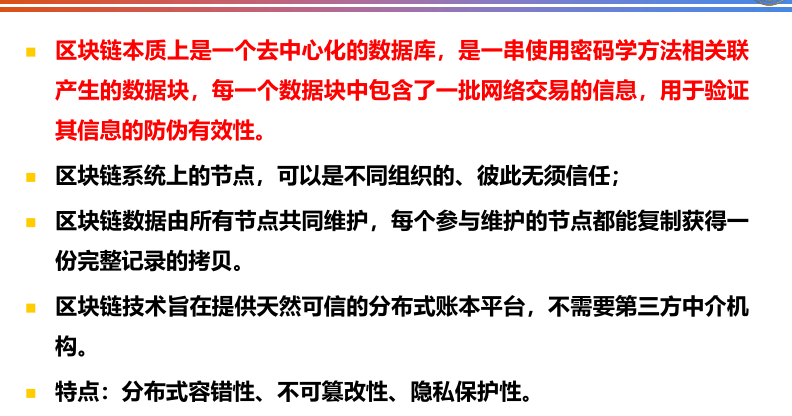 区块链本质上是一个去中心化的数据库，是一串使用密码学方法相关联
产生的数据块，每一个数据块中包含了一批网络交易的信息，用于验证
其信息的防伪有效性。
区块链系统上的节点，可以是不同组织的、彼此无须信任；
区块链数据由所有节点共同维护，每个参与维护的节点都能复制获得一
份完整记录的拷贝。
区块链技术旨在提供天然可信的分布式账本平台，不需要第三方中介机
构。
特点：分布式容错性、不可篡改性、隐私保护性。